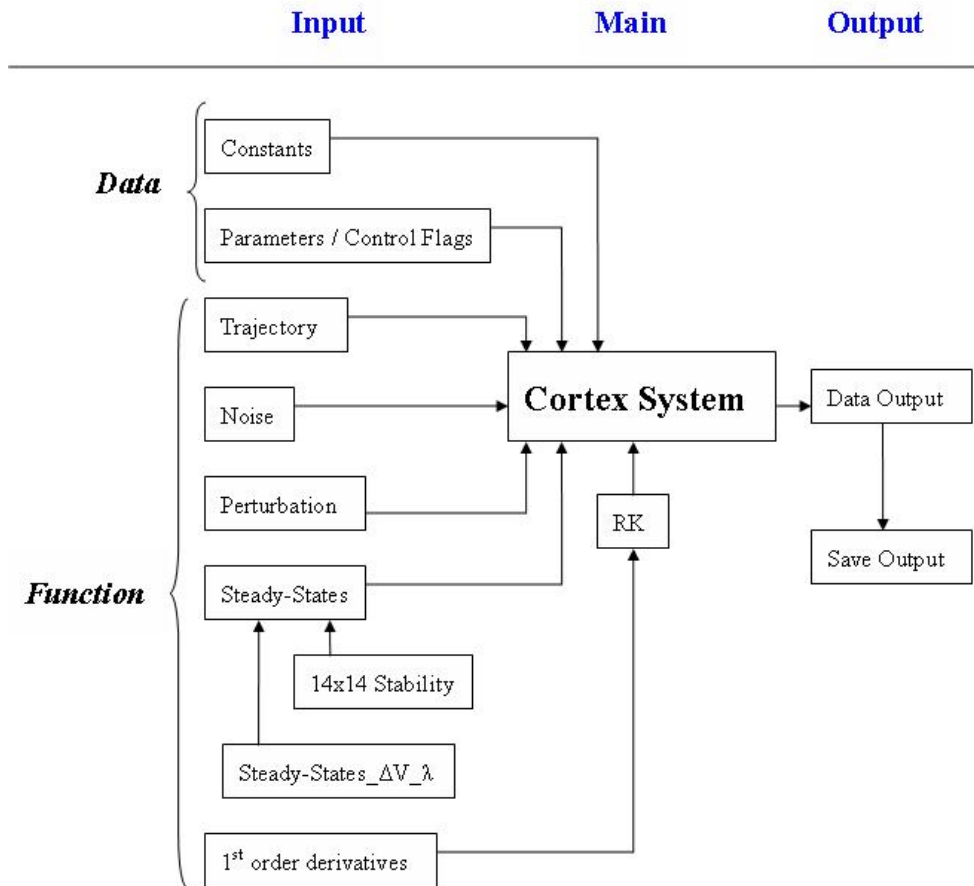 Input Main Output
Data
Constants
Parameters / Control Flags
Function
Trajectory
Noise
Perturbation
Steady-States
14x14 Stability
Steady-States_ΔV_λ
1st order derivatives
Cortex System
RK
Data Output
Save Output